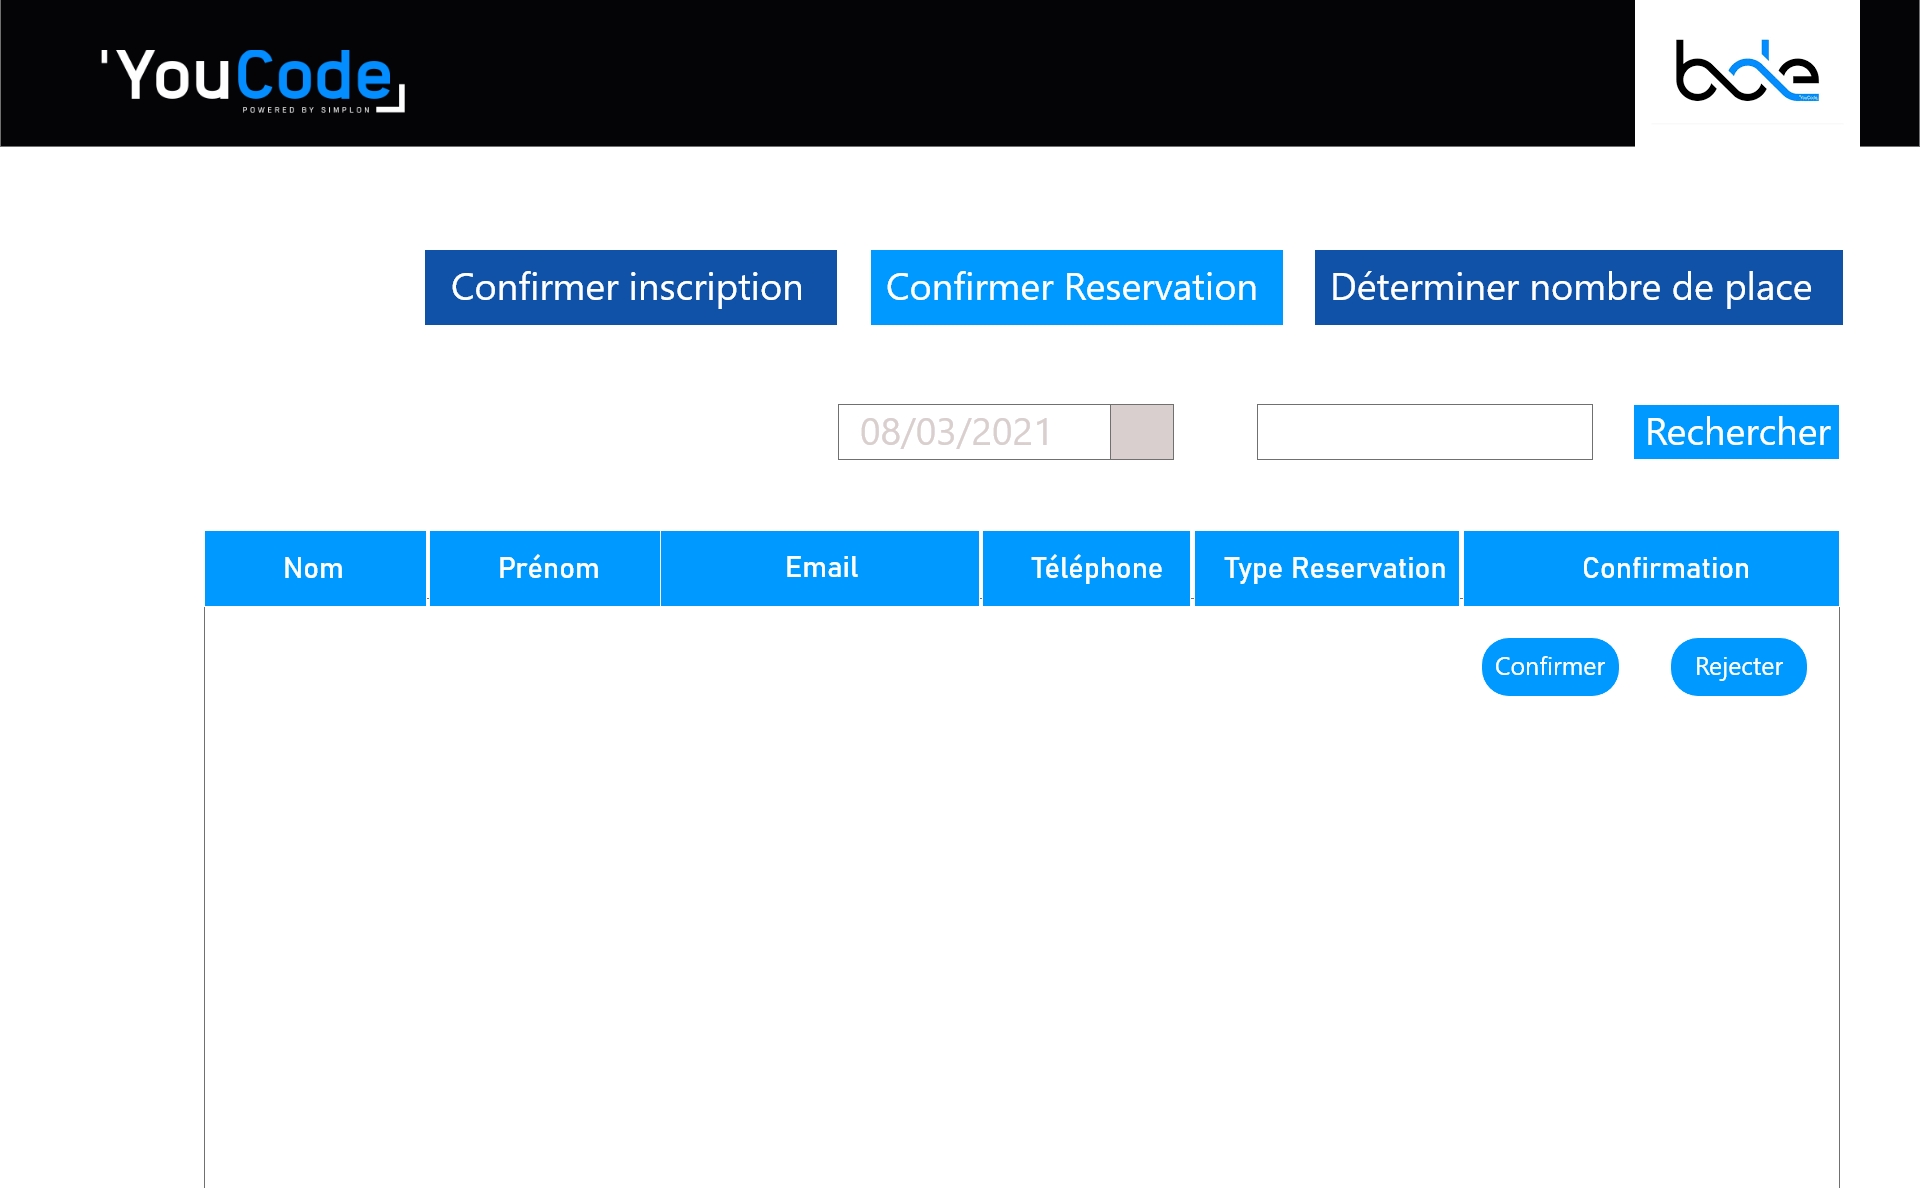 'YouCode
POWERED BY SIMPLON
bde
YouCode
Confirmer inscription
Confirmer Reservation
Déterminer nombre de place
08/03/2021
Rechercher
Nom
Prénom
Email
Téléphone
Type Reservation
Confirmation
Confirmer
Rejecter